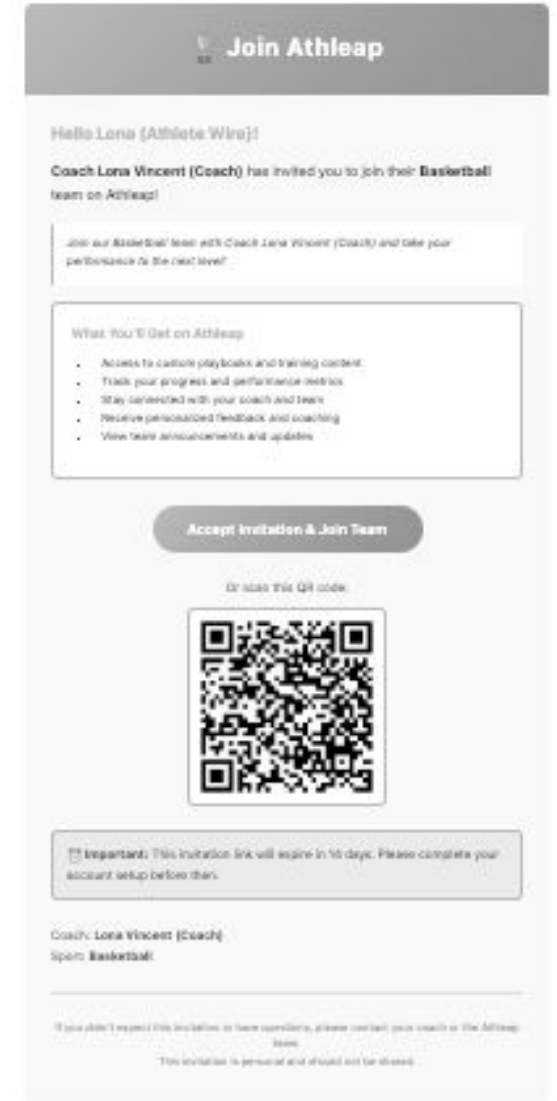 Join Athleap
Hello Lona (Athlete Wire)!
Coach Lona Vincent (Coach) has invited you to join their Basketball
team on Athleap!
Join our Basketball team with Coach Lona Vincent (Coach) and take your
performance to the next level!
What You'll Get on Athleap
Access to custom playbooks and training content
Track your progress and performance metrics
Stay connected with your coach and team
Receive personalized feedback and coaching
View team announcements and updates
Accept Invitation & Join Team
Or scan this QR code:
Important: This invitation link will expire in 14 days. Please complete your
account setup before then.
Coach: Lona Vincent (Coach)
Sport: Basketball
If you didn't expect this invitation or have questions, please contact your coach or the Athleap
team.
This invitation is personal and should not be shared.